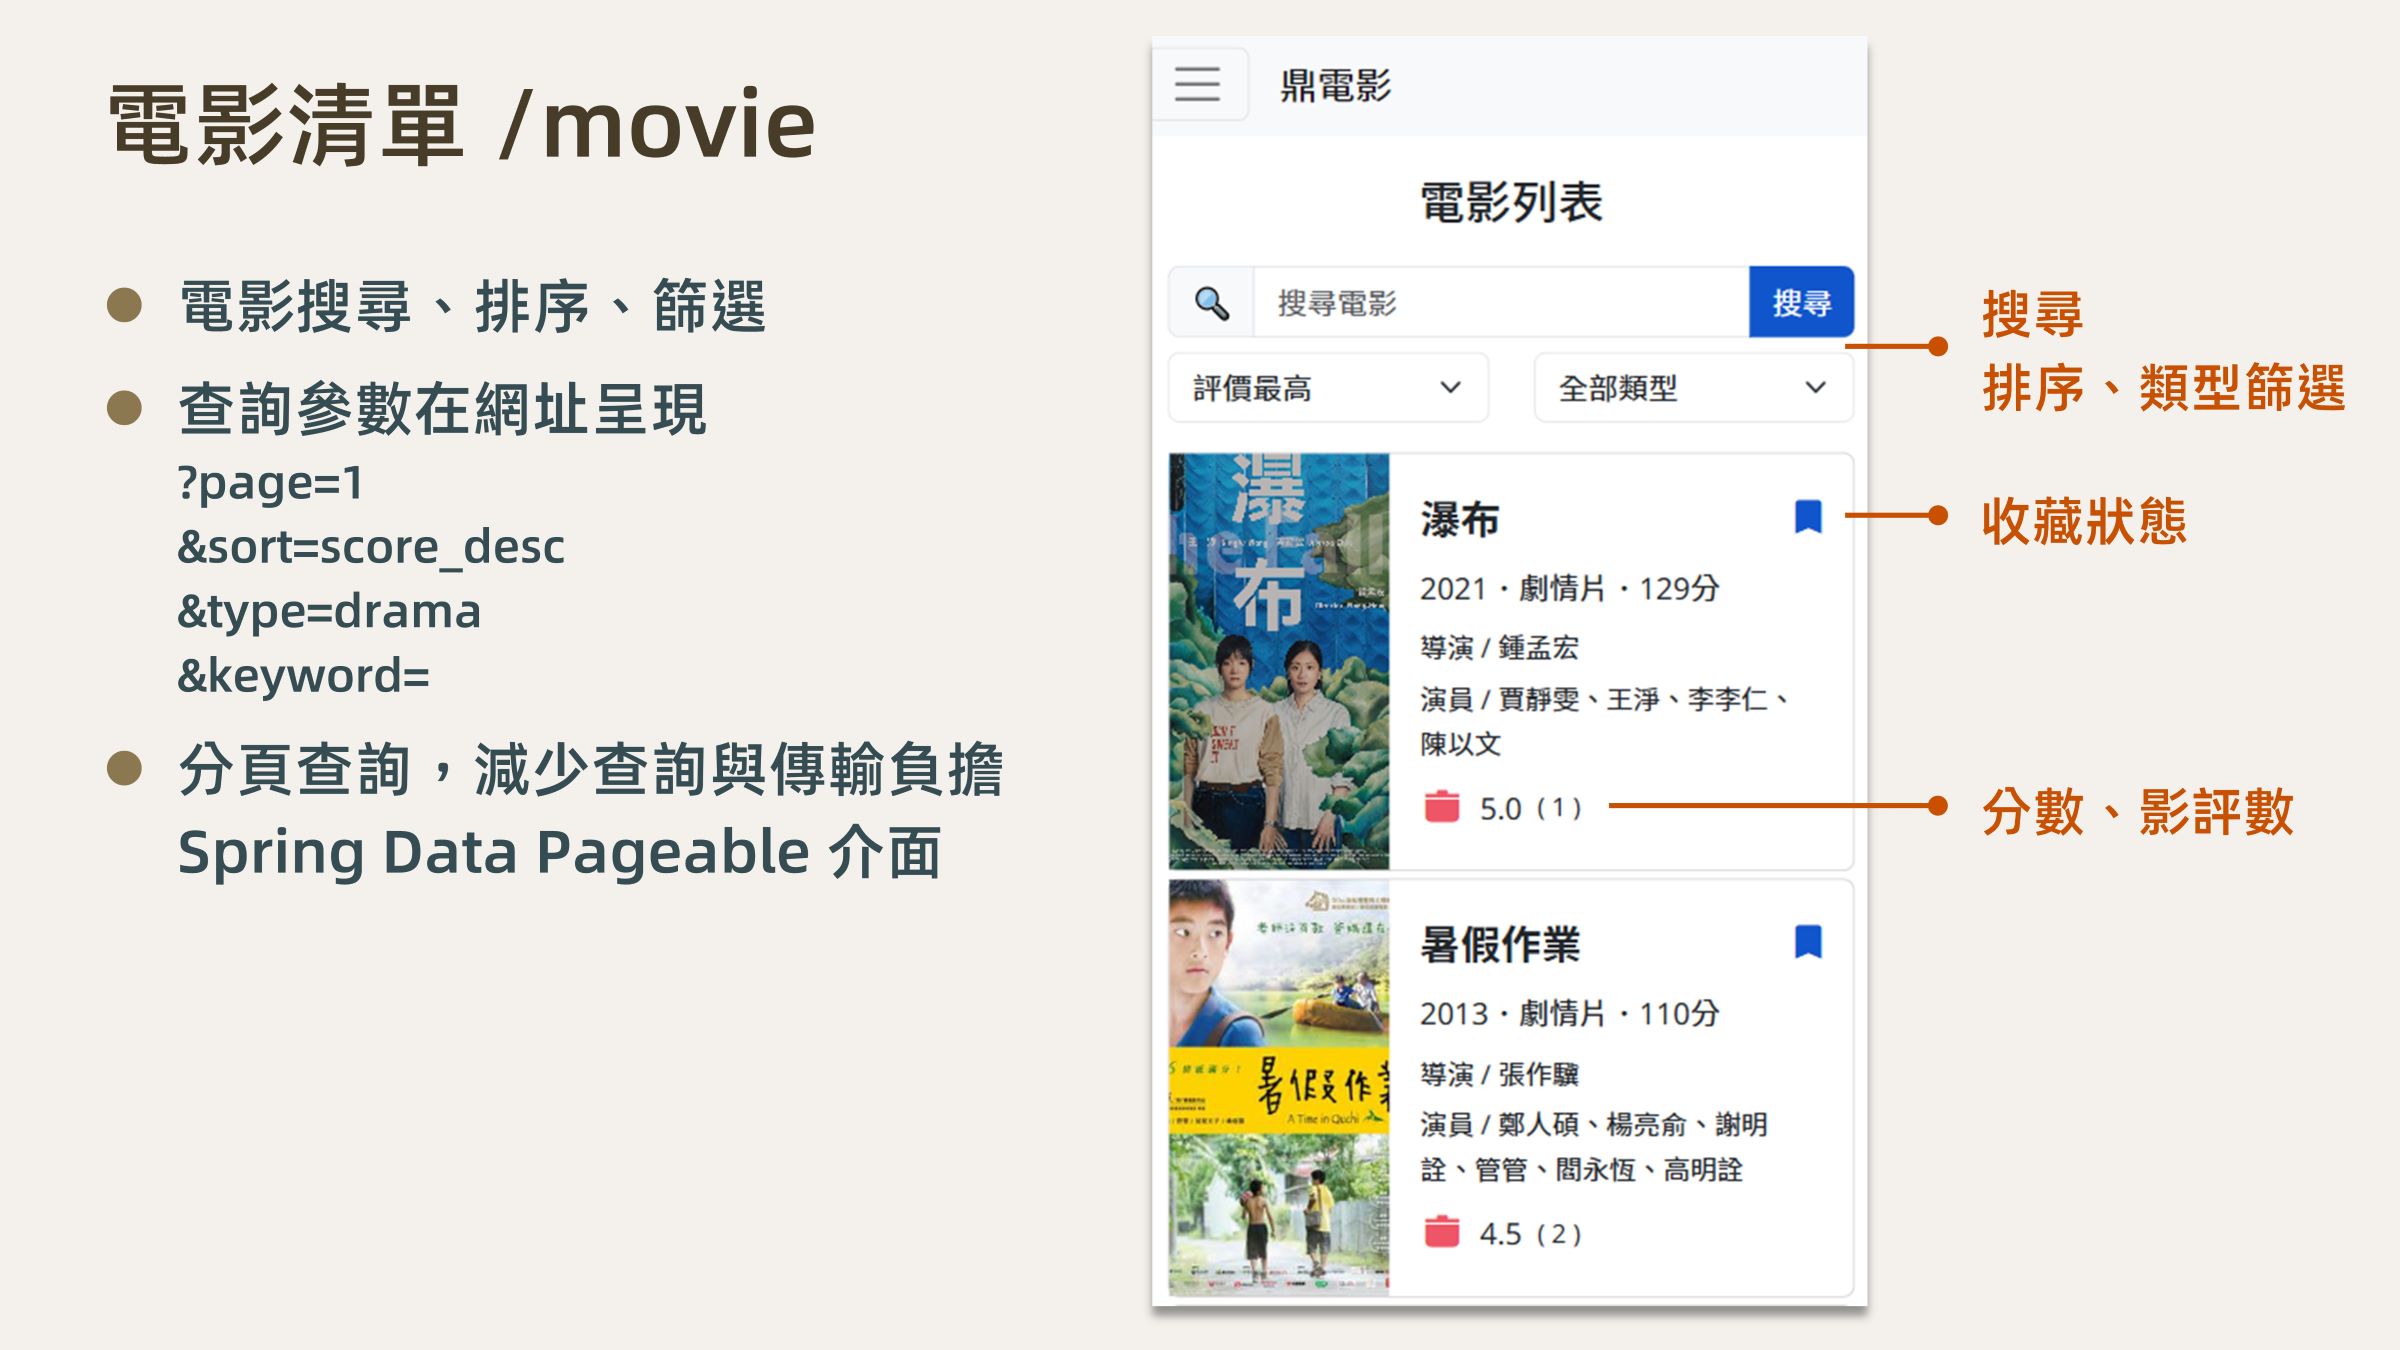 電影清單 /movie
電影搜尋、排序、篩選
查詢參數在網址呈現
?page=1
&sort=score_desc
&type=drama
&keyword=
分頁查詢，減少查詢與傳輸負擔
Spring Data Pageable 介面
鼎電影
電影列表
搜尋電影
搜尋
評價最高
全部類型
搜尋
排序、類型篩選
瀑布
瀑布
收藏狀態
2021・劇情片・129分
導演 / 鍾孟宏
演員 / 賈靜雯、王淨、李李仁、
陳以文
5.0（1）
分數、影評數
暑假作業
2013・劇情片・110分
導演 / 張作驥
演員 / 鄭人碩、楊亮俞、謝明
詮、管管、閻永恆、高明詮
4.5（2）
暑假作
A Time in Quchi